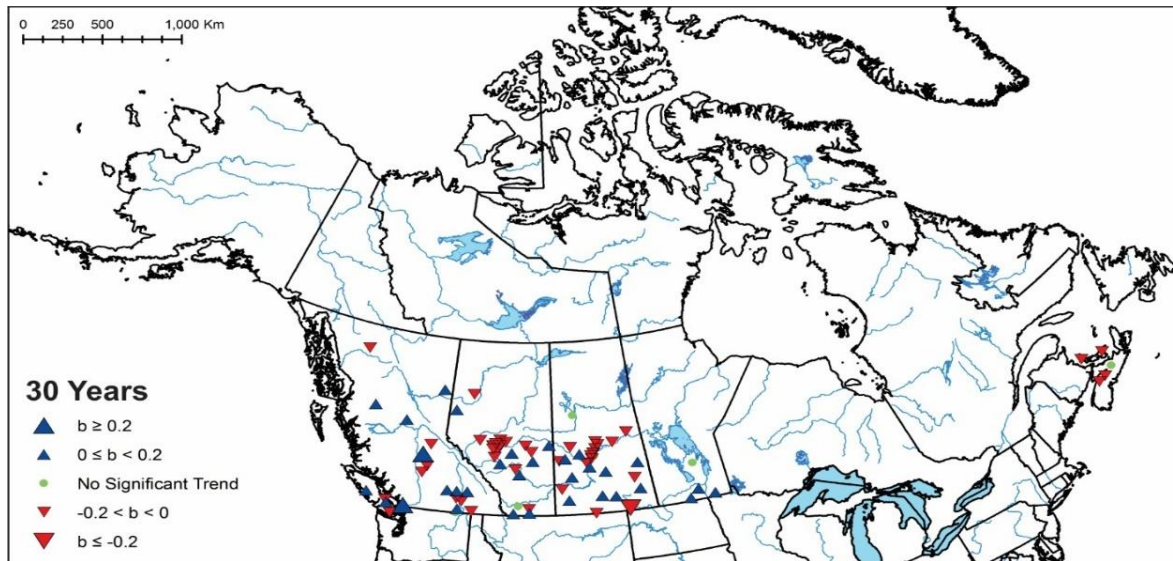 0 250 500 1,000 Km
30 Years
b ≥ 0.2
0 ≤ b < 0.2
No Significant Trend
-0.2 < b < 0
b ≤ -0.2